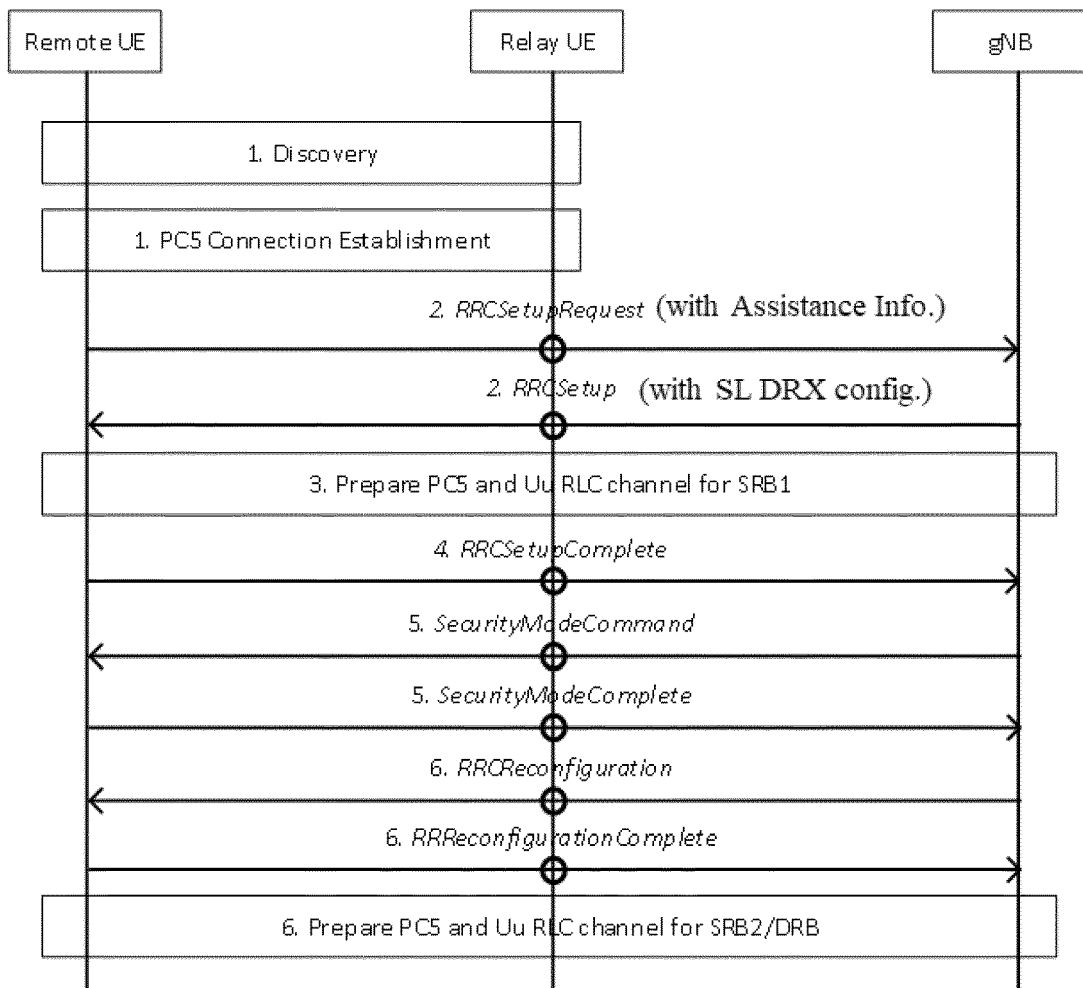 Remote UE
Relay UE
gNB
1. Discovery
1. PC5 Connection Establishment
2. RRCSetupRequest (with Assistance Info.)
2. RRCSetup (with SL DRX config.)
3. Prepare PC5 and Uu RLC channel for SRB1
4. RRCSetupComplete
5. SecurityModeCommand
5. SecurityModeComplete
6. RRCReconfiguration
6. RRReconfigurationComplete
6. Prepare PC5 and Uu RLC channel for SRB2/DRB